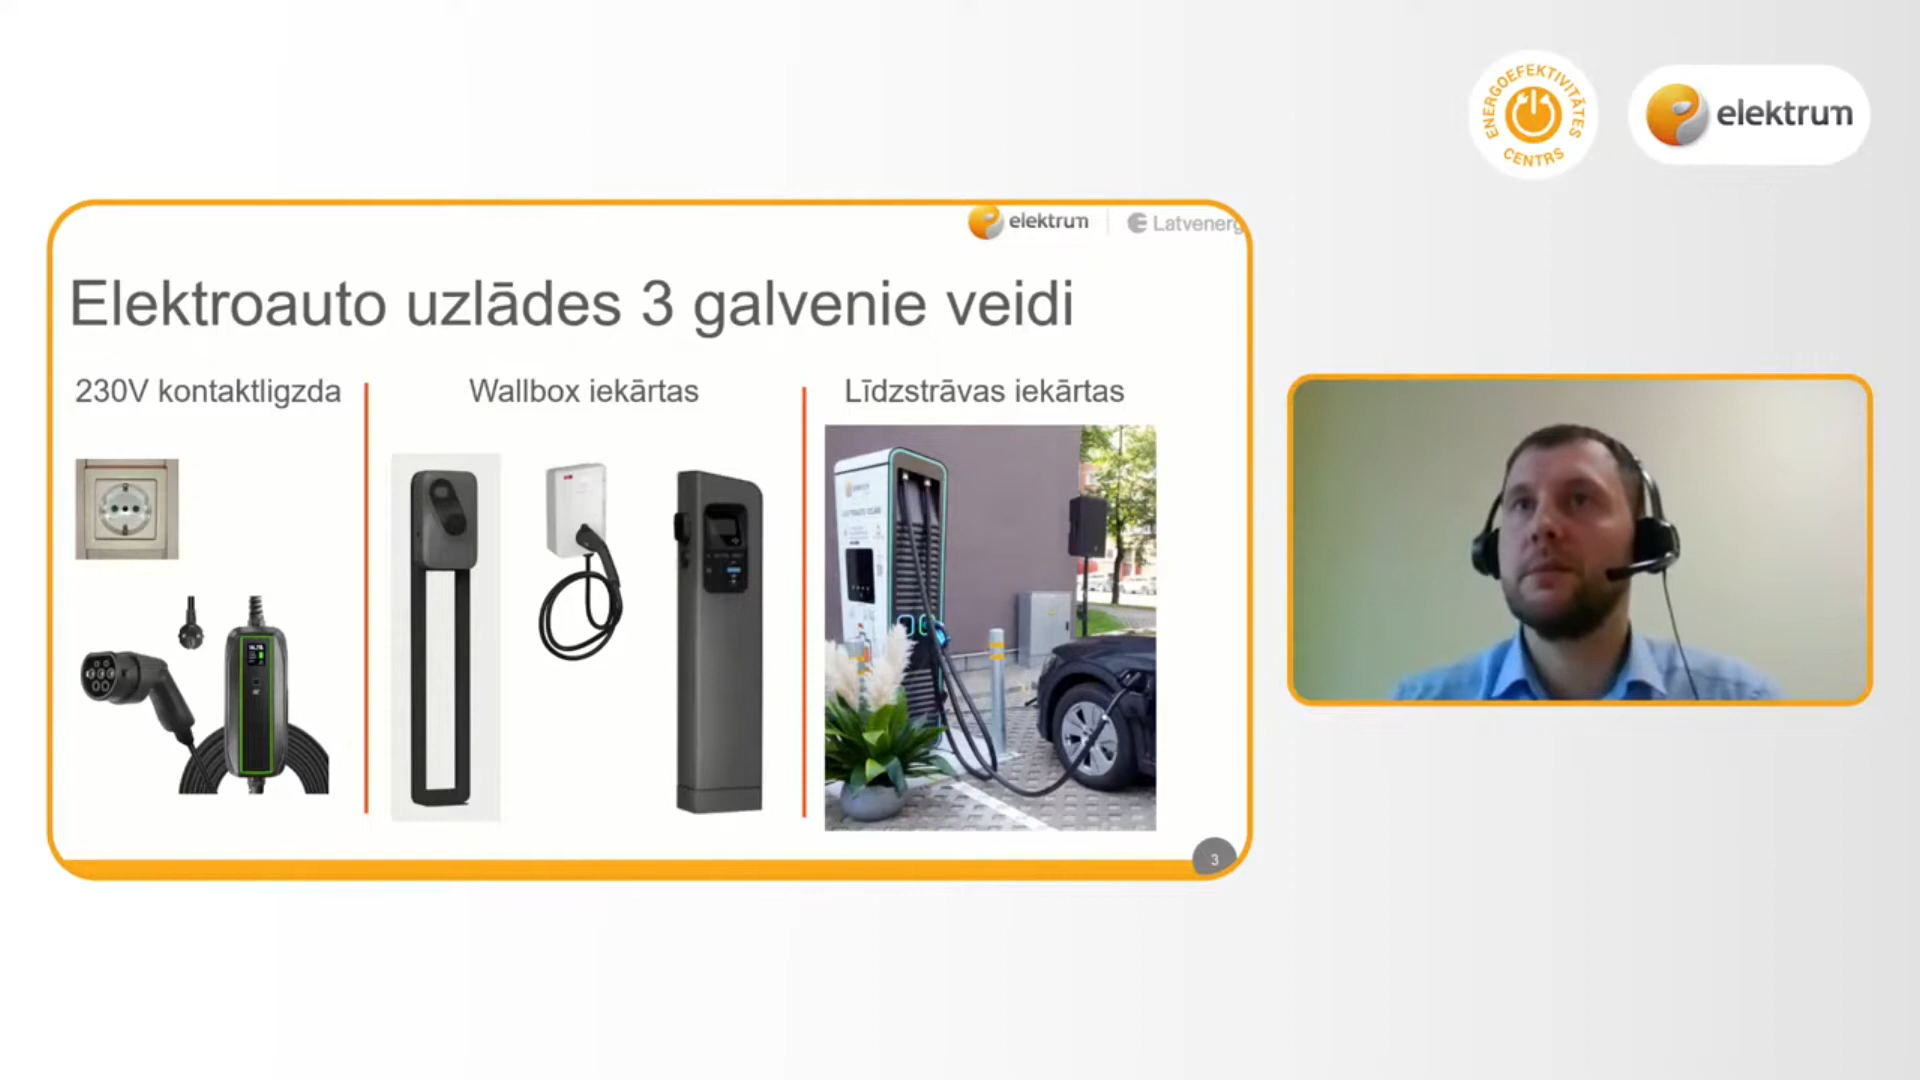 ENERGOEFEKTIVITĀTES
CENTRS
elektrum
elektrum
Latvenerg
Elektroauto uzlādes 3 galvenie veidi
230V kontaktligzda
Wallbox iekārtas
Līdzstrāvas iekārtas
3